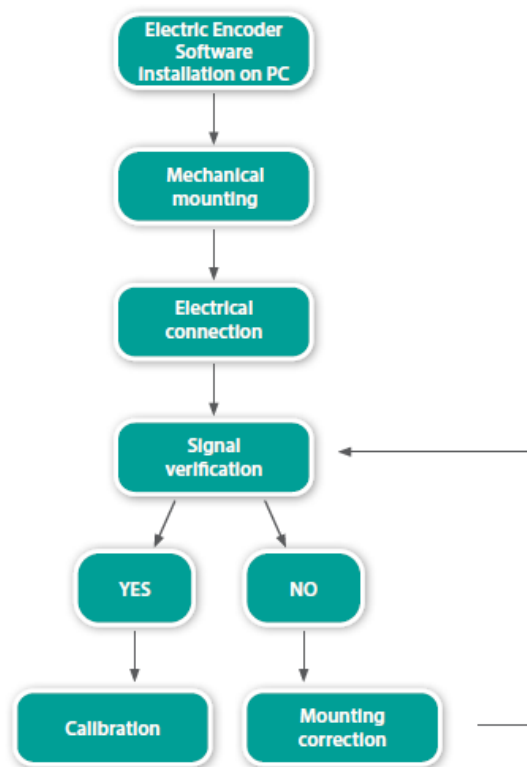 Electric Encoder
Software
Installation on PC
Mechanical
mounting
Electrical
connection
Signal
verification
YES
NO
Calibration
Mounting
correction